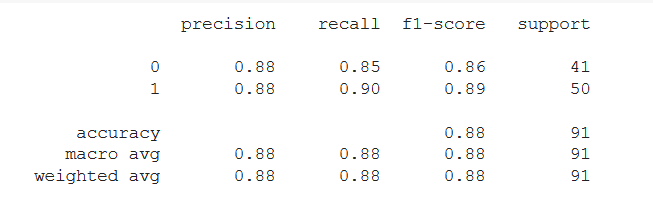 precision recall f1-score support
0 0.88 0.85 0.86 41
1 0.88 0.90 0.89 50
accuracy 0.88 91
macro avg 0.88 0.88 0.88 91
weighted avg 0.88 0.88 0.88 91